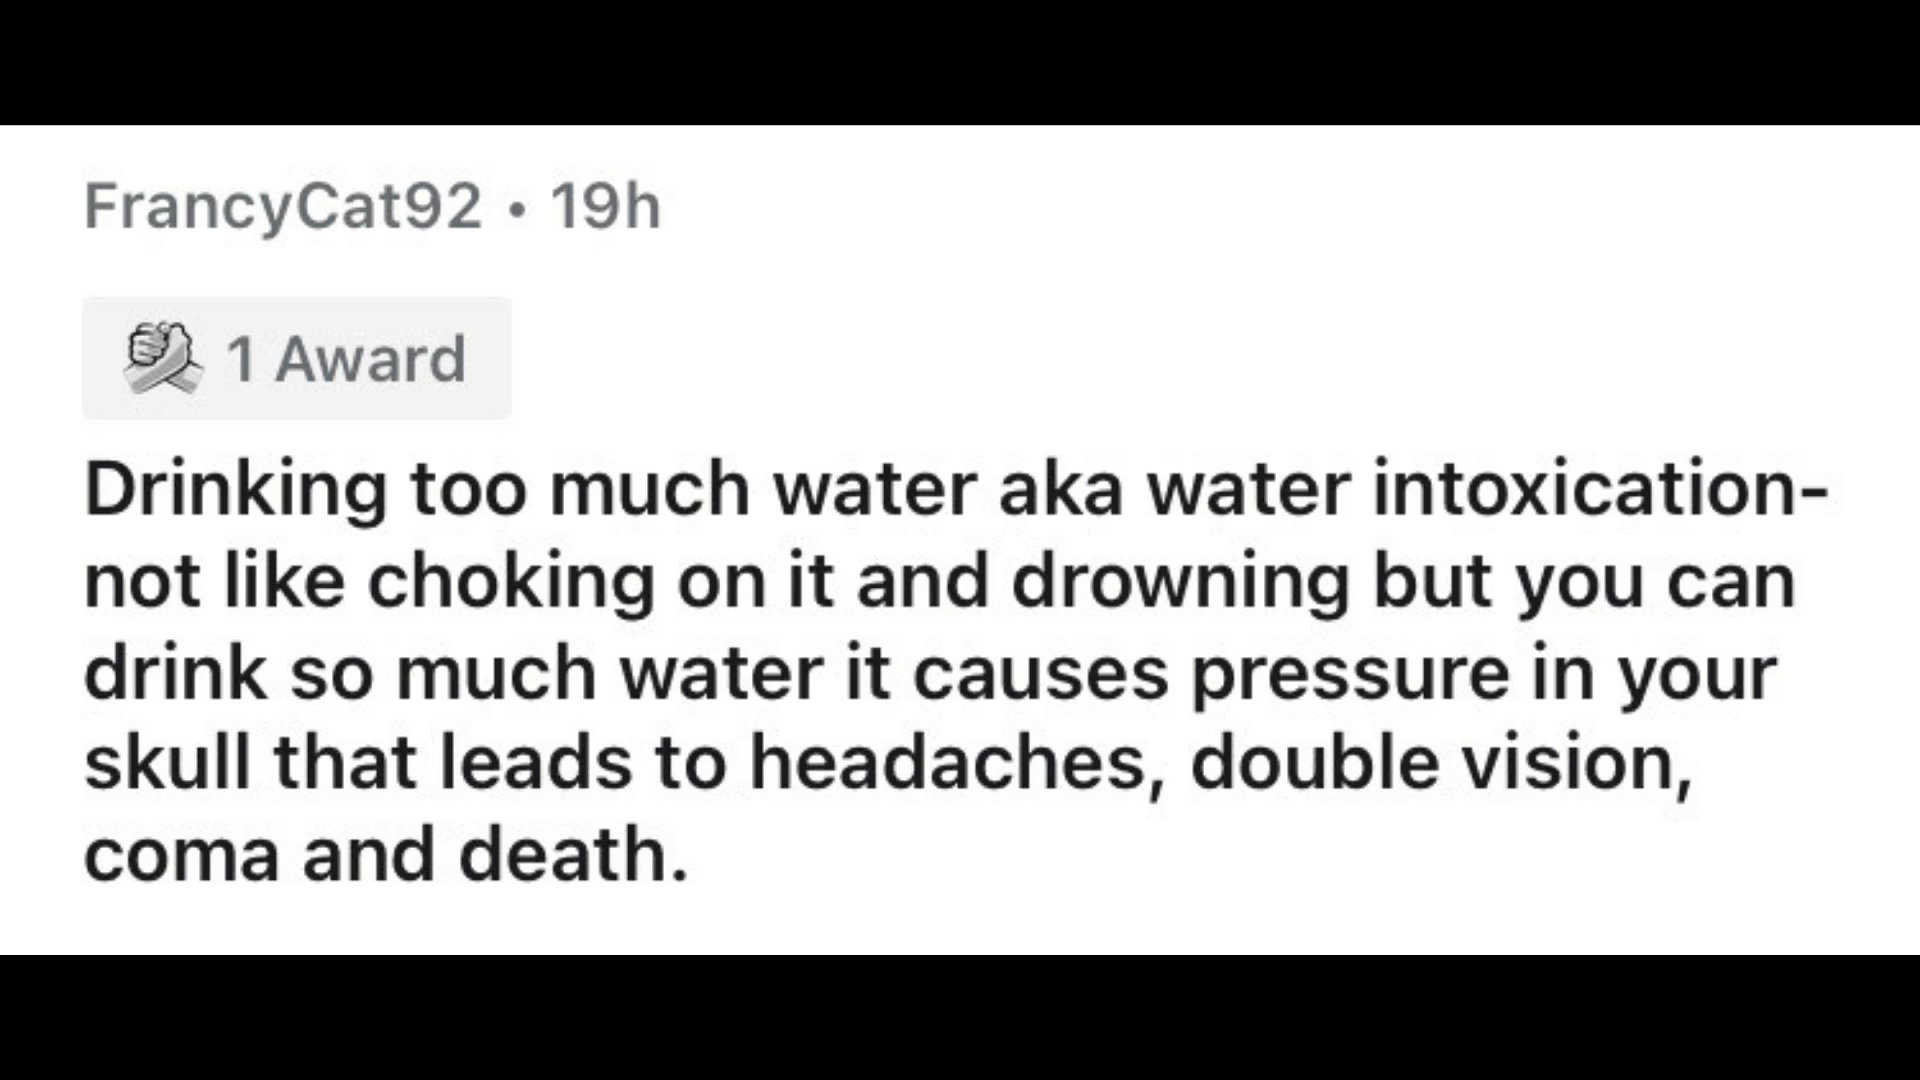 FrancyCat92 • 19h
1 Award
Drinking too much water aka water intoxication-
not like choking on it and drowning but you can
drink so much water it causes pressure in your
skull that leads to headaches, double vision,
coma and death.